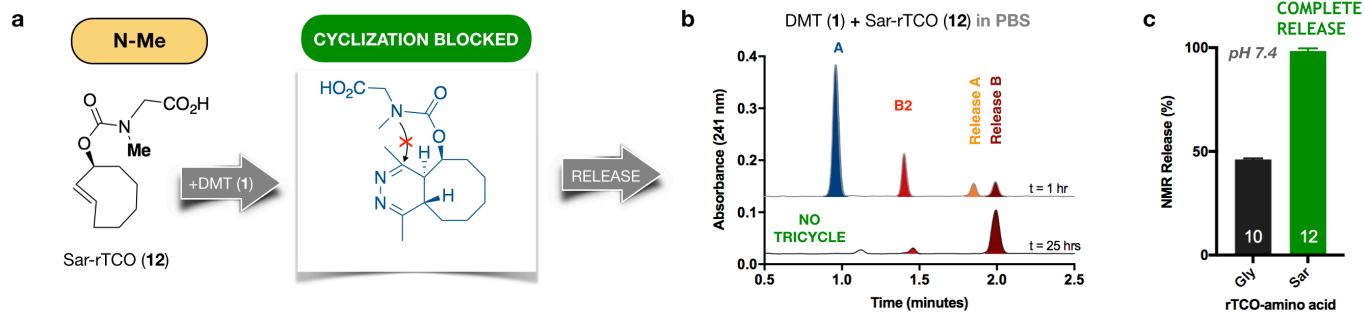 a
N-Me
CYCLIZATION BLOCKED
O
N
CO₂H
O
Me
Sar-rTCO (12)
+DMT (1)
HO₂C
N
O
O
H
N
N
H
RELEASE
b
DMT (1) + Sar-rTCO (12) in PBS
Absorbance (241 nm)
0.4
0.3
0.2
0.1
0.0
A
B2
Release A
Release B
t = 1 hr
NO
TRICYCLE
t = 25 hrs
0.5
1.0
1.5
2.0
2.5
Time (minutes)
c
COMPLETE
RELEASE
pH 7.4
NMR Release (%)
100
50
0
10
12
Gly
Sar
rTCO-amino acid